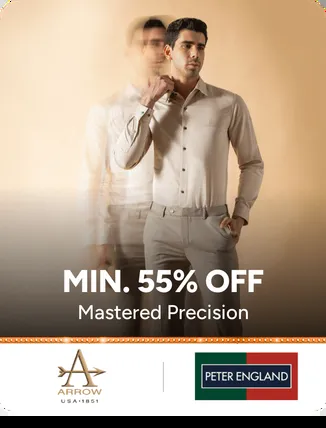 MIN. 55% OFF
Mastered Precision
ARROW
USA•1851
PETER ENGLAND